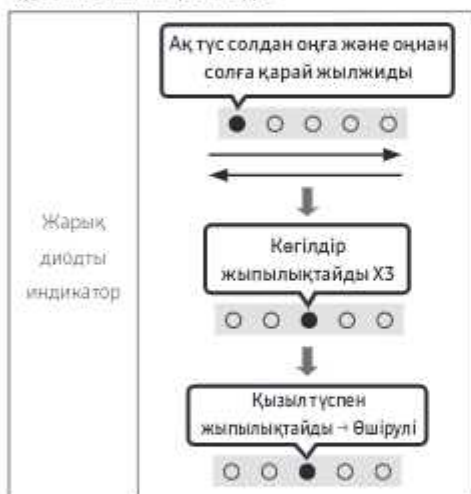 Ақ түс солдан оңға және оңнан
солға қарай жылжиды
Жарық
диодты
индикатор
Көгілдір
жыпылықтайды X3
Қызыл түспен
жыпылықтайды → Өшірулі